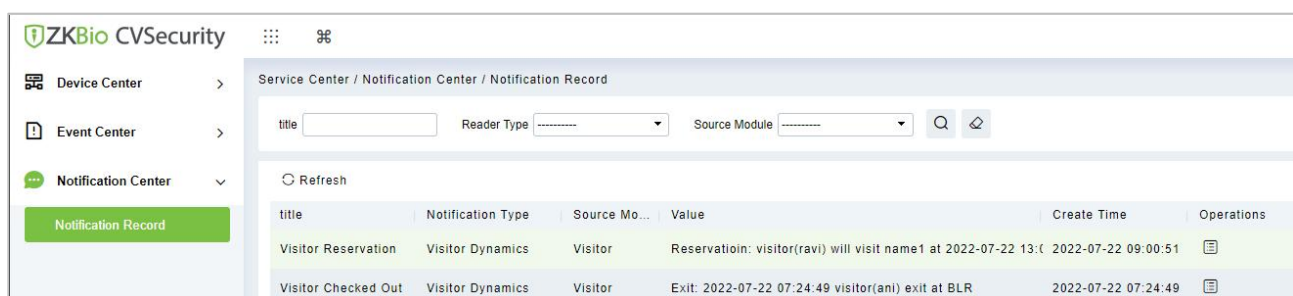 ZKBio CVSecurity
Device Center
Event Center
Notification Center
Notification Record
Service Center / Notification Center / Notification Record
title Reader Type ---------- Source Module ----------
Refresh
title Notification Type Source Mo... Value Create Time Operations
Visitor Reservation Visitor Dynamics Visitor Reservatioin: visitor(ravi) will visit name1 at 2022-07-22 13:( 2022-07-22 09:00:51
Visitor Checked Out Visitor Dynamics Visitor Exit: 2022-07-22 07:24:49 visitor(ani) exit at BLR 2022-07-22 07:24:49